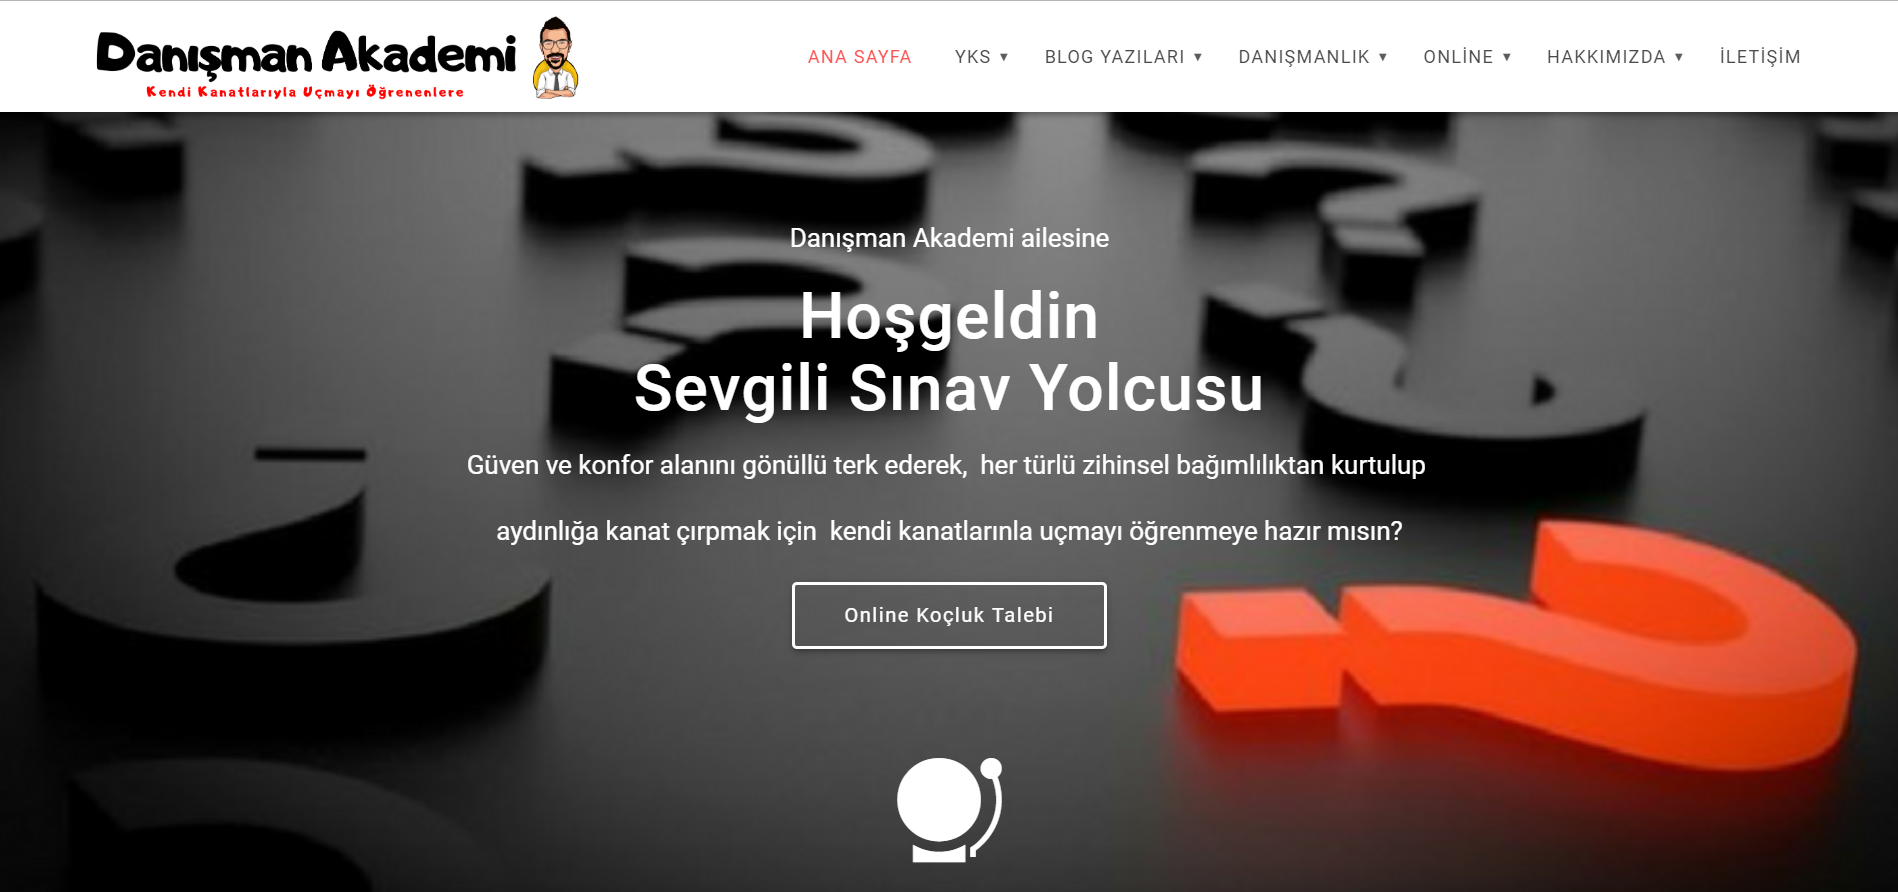 Danışman Akademi
Kendi Kanatlarıyla Uçmayı Öğrenenlere
ANA SAYFA YKS ▼ BLOG YAZILARI ▼ DANIŞMANLIK ▼ ONLİNE ▼ HAKKIMIZDA ▼ İLETİŞİM
Danışman Akademi ailesine
Hoşgeldin
Sevgili Sınav Yolcusu
Güven ve konfor alanını gönüllü terk ederek,  her türlü zihinsel bağımlılıktan kurtulup
aydınlığa kanat çırpmak için  kendi kanatlarınla uçmayı öğrenmeye hazır mısın?
Online Koçluk Talebi